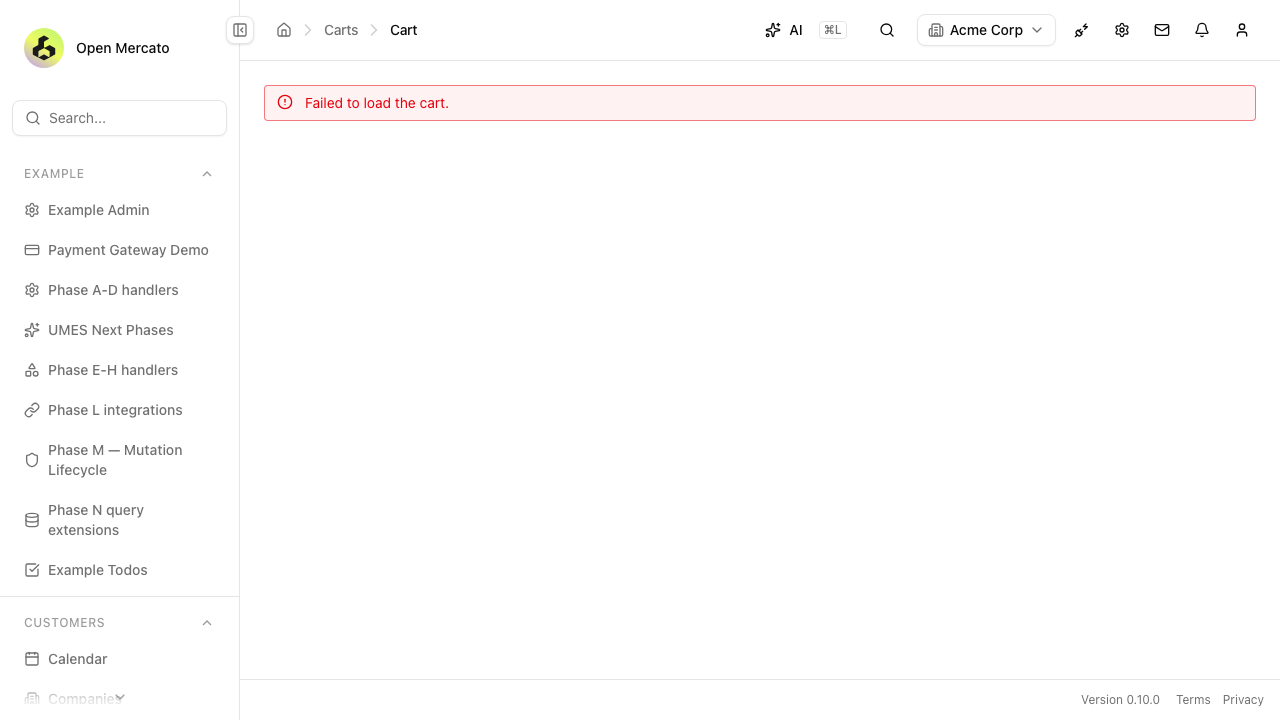 Open Mercato
Search...
EXAMPLE
Example Admin
Payment Gateway Demo
Phase A-D handlers
UMES Next Phases
Phase E-H handlers
Phase L integrations
Phase M — Mutation
Lifecycle
Phase N query
extensions
Example Todos
CUSTOMERS
Calendar
Companies
Carts
Cart
AI
⌘L
Acme Corp
Failed to load the cart.
Version 0.10.0
Terms
Privacy